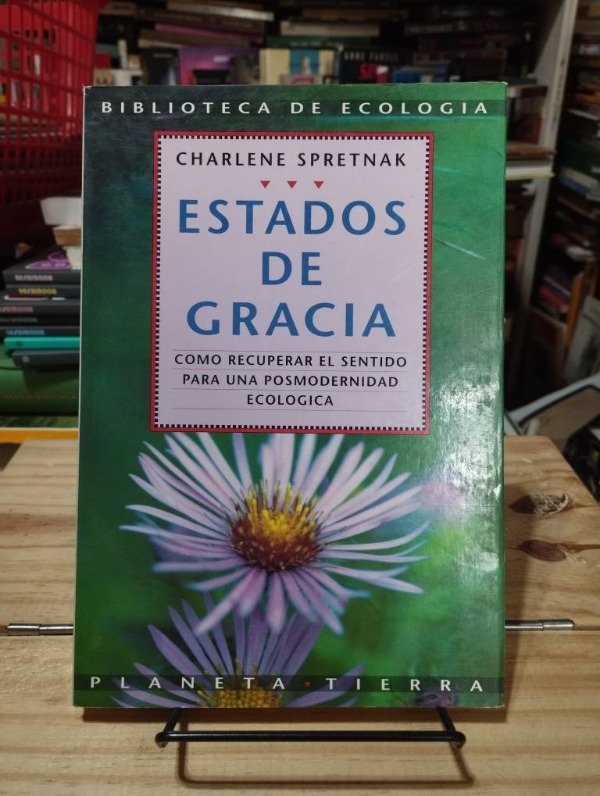 BIBLIOTECA DE ECOLOGIA
CHARLENE SPRETNAK
ESTADOS
DE
GRACIA
COMO RECUPERAR EL SENTIDO
PARA UNA POSMODERNIDAD
ECOLOGICA
PLANETA TIERRA